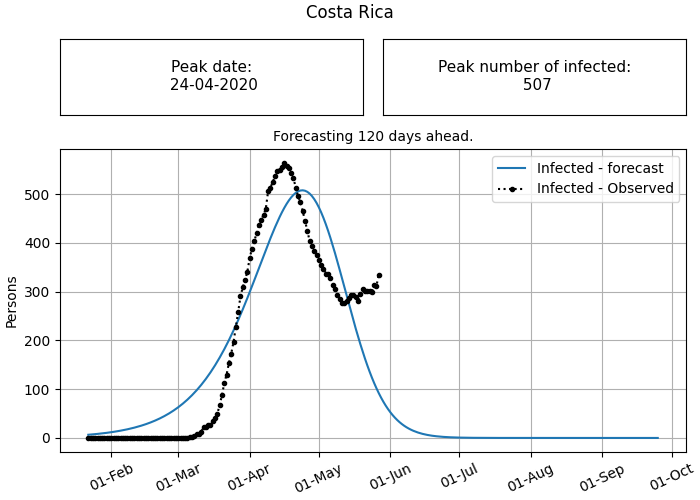 Costa Rica
Peak date:
24-04-2020
Peak number of infected:
507
Forecasting 120 days ahead.
Infected - forecast
Infected - Observed
Persons
500
400
300
200
100
0
01-Feb
01-Mar
01-Apr
01-May
01-Jun
01-Jul
01-Aug
01-Sep
01-Oct